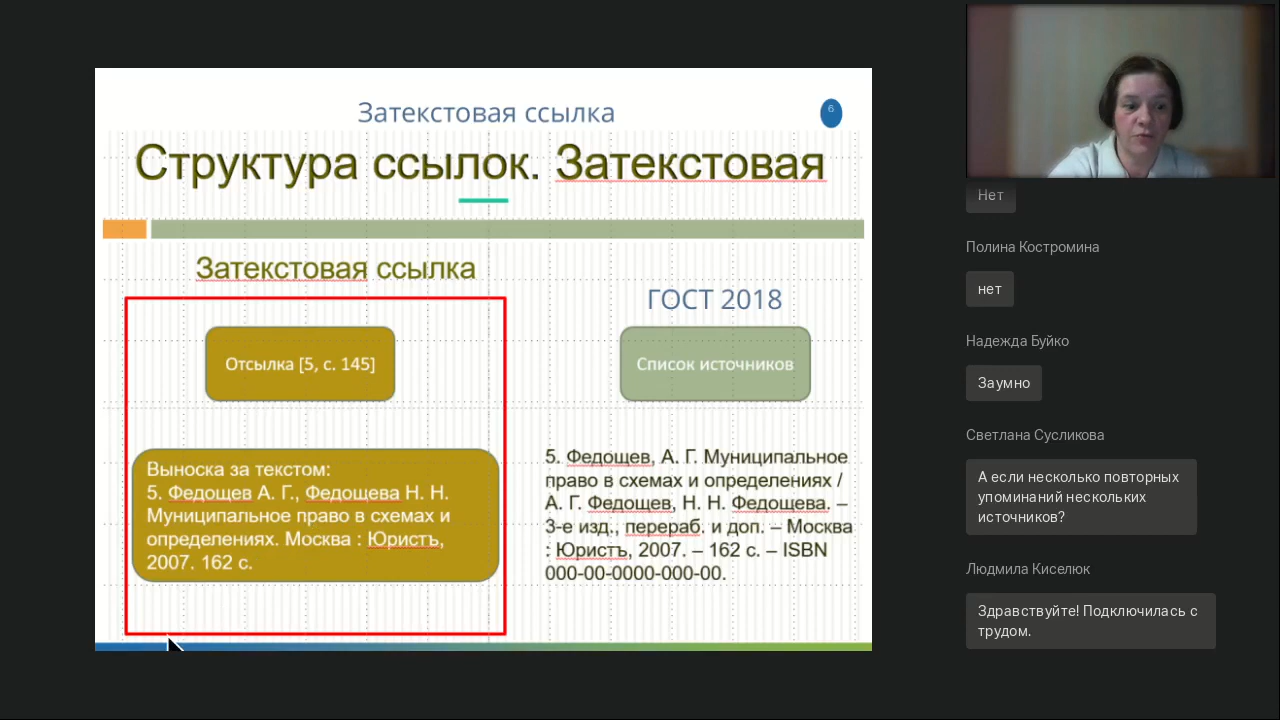 Затекстовая ссылка
6
Структура ссылок. Затекстовая
Затекстовая ссылка
Отсылка [5, с. 145]
Выноска за текстом:
5. Федощев А. Г., Федощева Н. Н.
Муниципальное право в схемах и
определениях. Москва : Юристъ,
2007. 162 с.
ГОСТ 2018
Список источников
5. Федощев, А. Г. Муниципальное
право в схемах и определениях /
А. Г. Федощев, Н. Н. Федощева. –
3-е изд., перераб. и доп. – Москва
: Юристъ, 2007. – 162 с. – ISBN
000-00-0000-000-00.
Нет
Полина Костромина
нет
Надежда Буйко
Заумно
Светлана Сусликова
А если несколько повторных
упоминаний нескольких
источников?
Людмила Киселюк
Здравствуйте! Подключилась с
трудом.